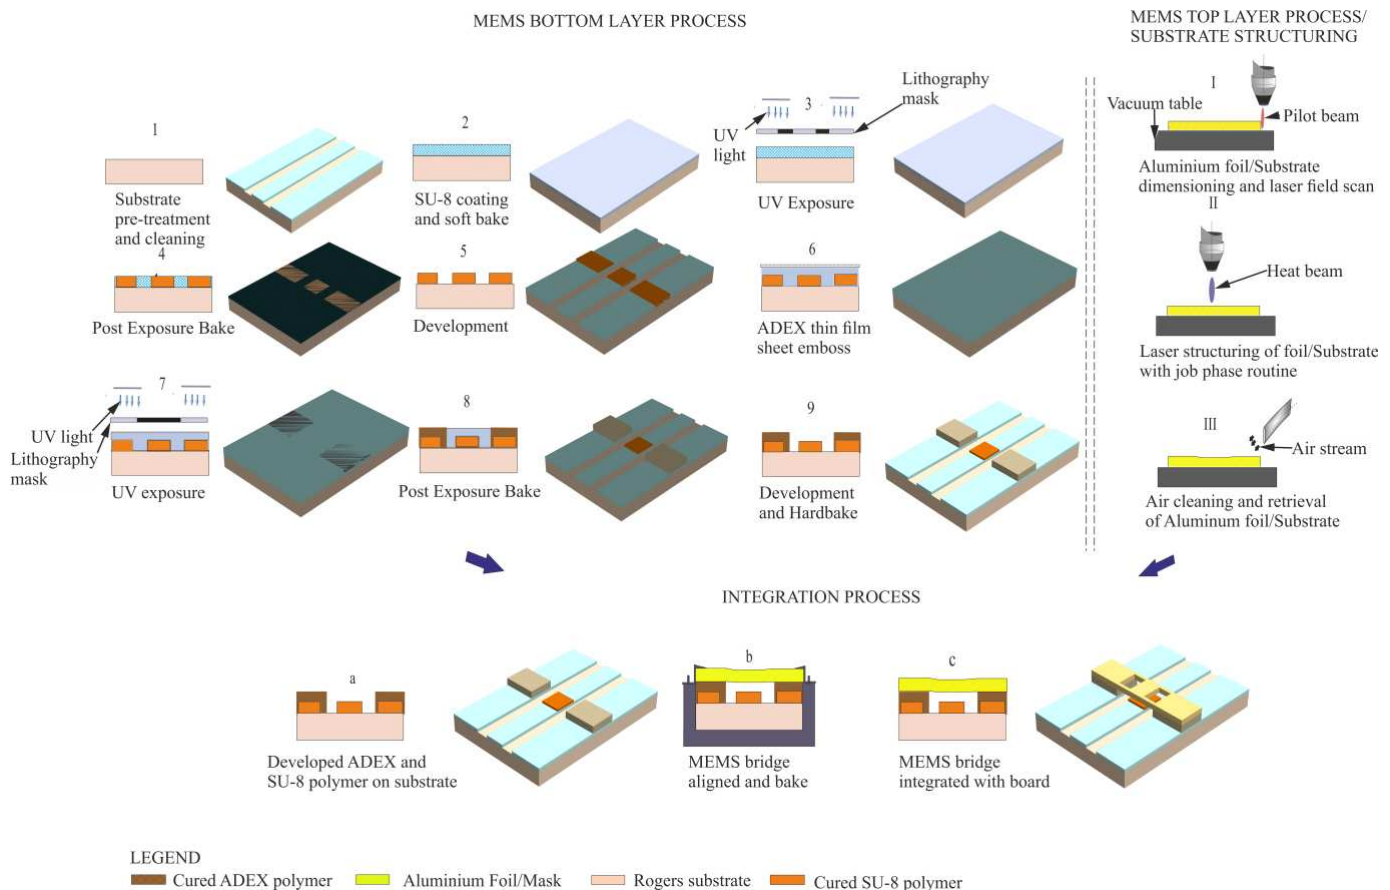 MEMS BOTTOM LAYER PROCESS
MEMS TOP LAYER PROCESS/
SUBSTRATE STRUCTURING
1
Substrate
pre-treatment
and cleaning
2
SU-8 coating
and soft bake
3
Lithography
mask
UV
light
UV Exposure
4
Post Exposure Bake
5
Development
6
ADEX thin film
sheet emboss
7
UV light
Lithography
mask
UV exposure
8
Post Exposure Bake
9
Development
and Hardbake
I
Vacuum table
Pilot beam
Aluminium foil/Substrate
dimensioning and laser field scan
II
Heat beam
Laser structuring of foil/Substrate
with job phase routine
III
Air stream
Air cleaning and retrieval
of Aluminum foil/Substrate
INTEGRATION PROCESS
a
Developed ADEX and
SU-8 polymer on substrate
b
MEMS bridge
aligned and bake
c
MEMS bridge
integrated with board
LEGEND
Cured ADEX polymer
Aluminium Foil/Mask
Rogers substrate
Cured SU-8 polymer